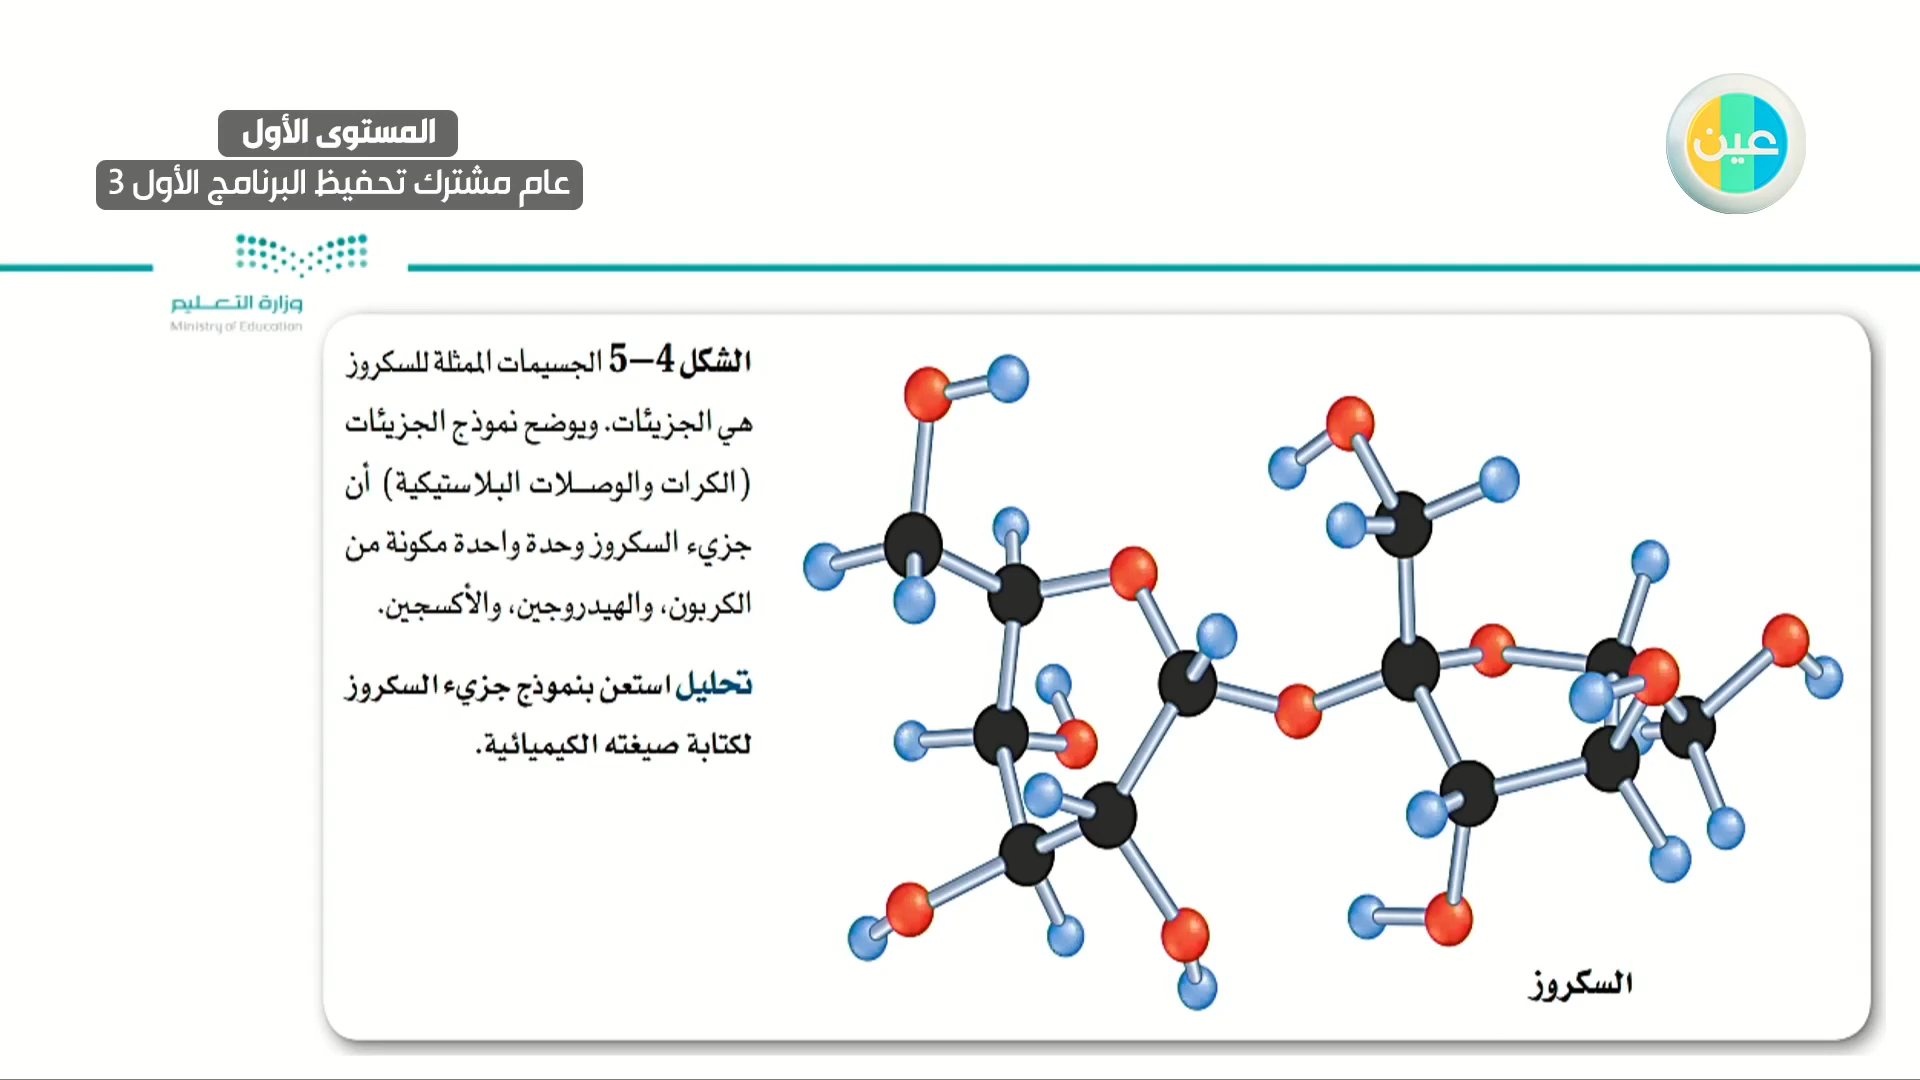 المستوى الأول
عام مشترك تحفيظ البرنامج الأول 3
عين
وزارة التعليم
Ministry of Education
الشكل 4–5 الجسيمات الممثلة للسكروز
هي الجزيئات. ويوضح نموذج الجزيئات
(الكرات والوصلات البلاستيكية) أن
جزيء السكروز وحدة واحدة مكونة من
الكربون، والهيدروجين، والأكسجين.
تحليل استعن بنموذج جزيء السكروز
لكتابة صيغته الكيميائية.
السكروز